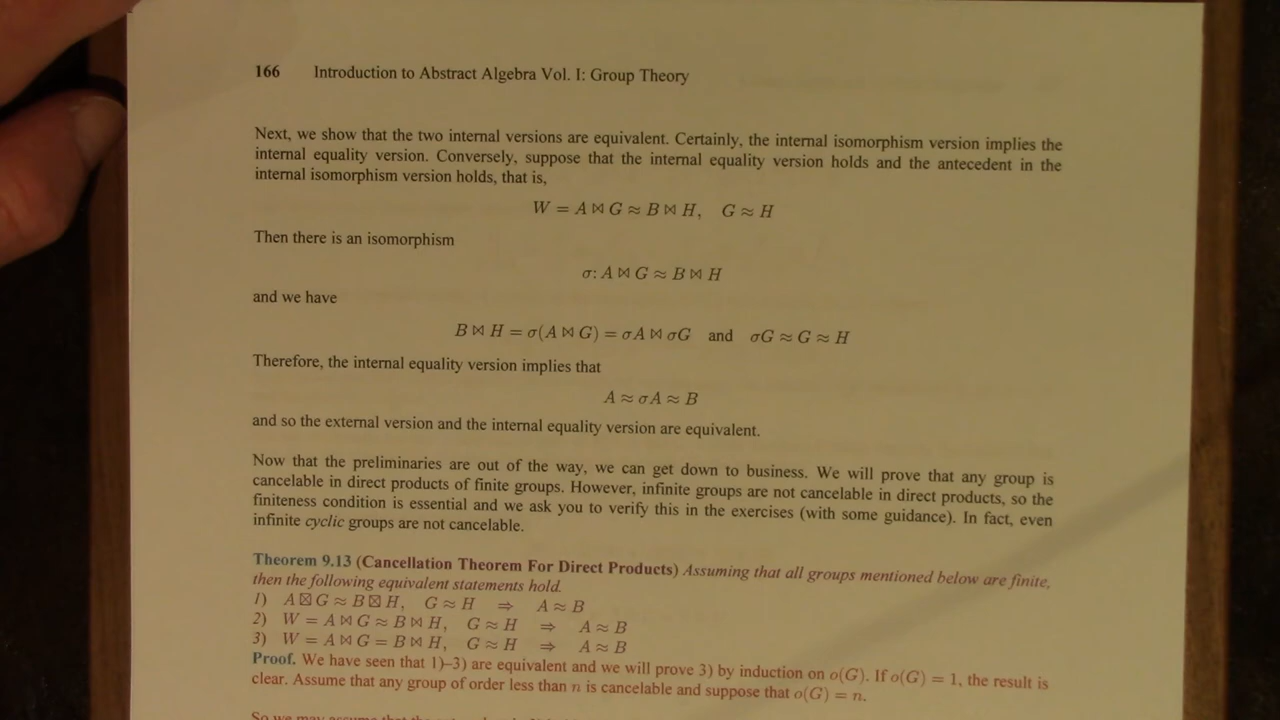 166 Introduction to Abstract Algebra Vol. I: Group Theory
Next, we show that the two internal versions are equivalent. Certainly, the internal isomorphism version implies the
internal equality version. Conversely, suppose that the internal equality version holds and the antecedent in the
internal isomorphism version holds, that is,
W = A ⋈ G ≈ B ⋈ H, G ≈ H
Then there is an isomorphism
σ: A ⋈ G ≈ B ⋈ H
and we have
B ⋈ H = σ(A ⋈ G) = σA ⋈ σG and σG ≈ G ≈ H
Therefore, the internal equality version implies that
A ≈ σA ≈ B
and so the external version and the internal equality version are equivalent.
Now that the preliminaries are out of the way, we can get down to business. We will prove that any group is
cancelable in direct products of finite groups. However, infinite groups are not cancelable in direct products, so the
finiteness condition is essential and we ask you to verify this in the exercises (with some guidance). In fact, even
infinite cyclic groups are not cancelable.
Theorem 9.13 (Cancellation Theorem For Direct Products) Assuming that all groups mentioned below are finite,
then the following equivalent statements hold.
1) A ⊠ G ≈ B ⊠ H, G ≈ H ⇒ A ≈ B
2) W = A ⋈ G ≈ B ⋈ H, G ≈ H ⇒ A ≈ B
3) W = A ⋈ G = B ⋈ H, G ≈ H ⇒ A ≈ B
Proof. We have seen that 1)–3) are equivalent and we will prove 3) by induction on o(G). If o(G) = 1, the result is
clear. Assume that any group of order less than n is cancelable and suppose that o(G) = n.
So we may assume that the